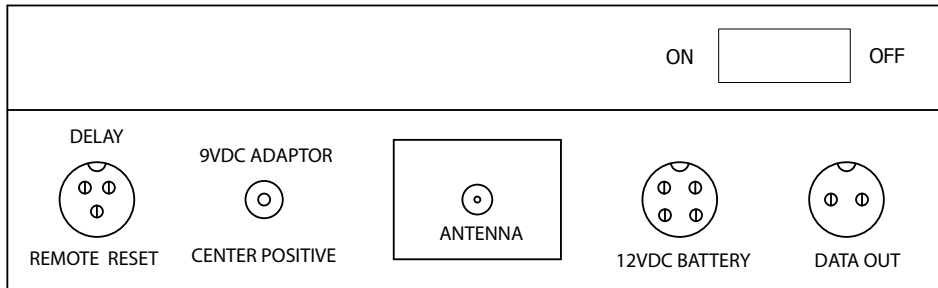 ON
OFF
DELAY
9VDC ADAPTOR
ANTENNA
REMOTE RESET
CENTER POSITIVE
12VDC BATTERY
DATA OUT